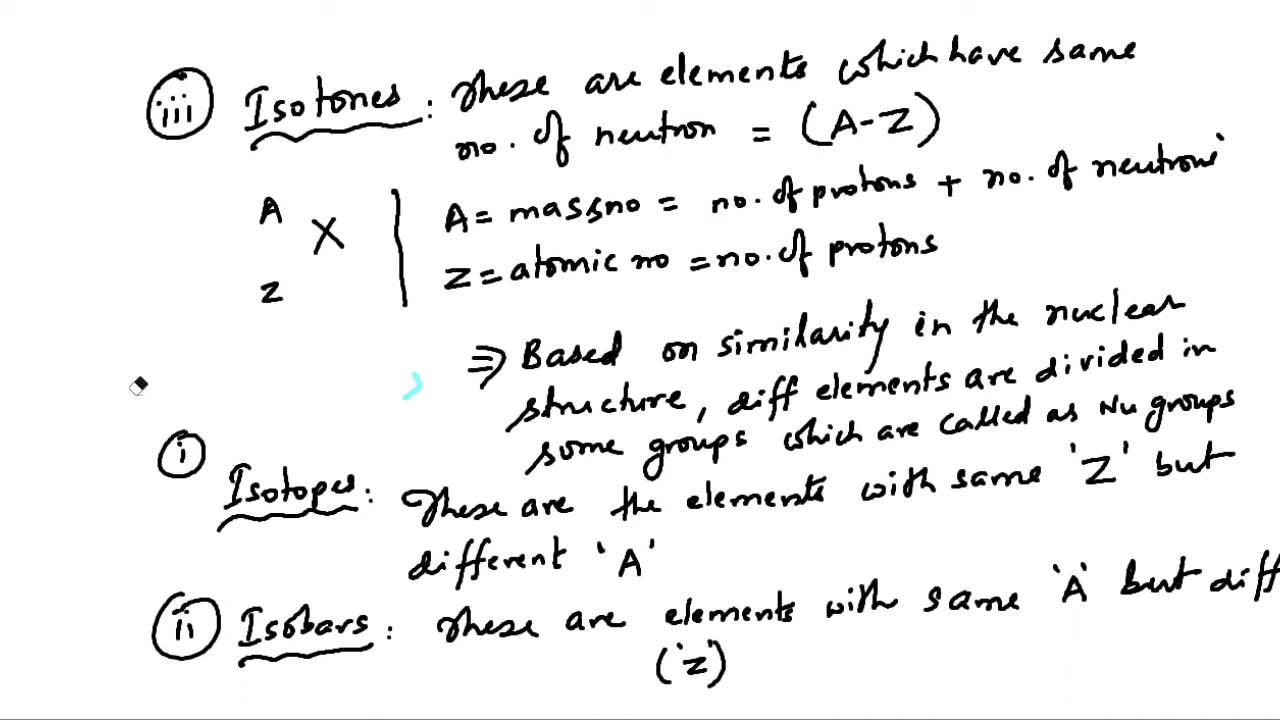 iii Isotones : These are elements which have same
no. of neutron = (A-Z)
A
X
Z
A = mass no = no. of protons + no. of neutrons
Z = atomic no = no. of protons
⇒ Based on similarity in the nuclear
structure, diff elements are divided in
some groups which are called as Nu groups
i
Isotopes : These are the elements with same 'Z' but
different 'A'
ii Isobars : These are elements with same 'A' but diff
('Z')